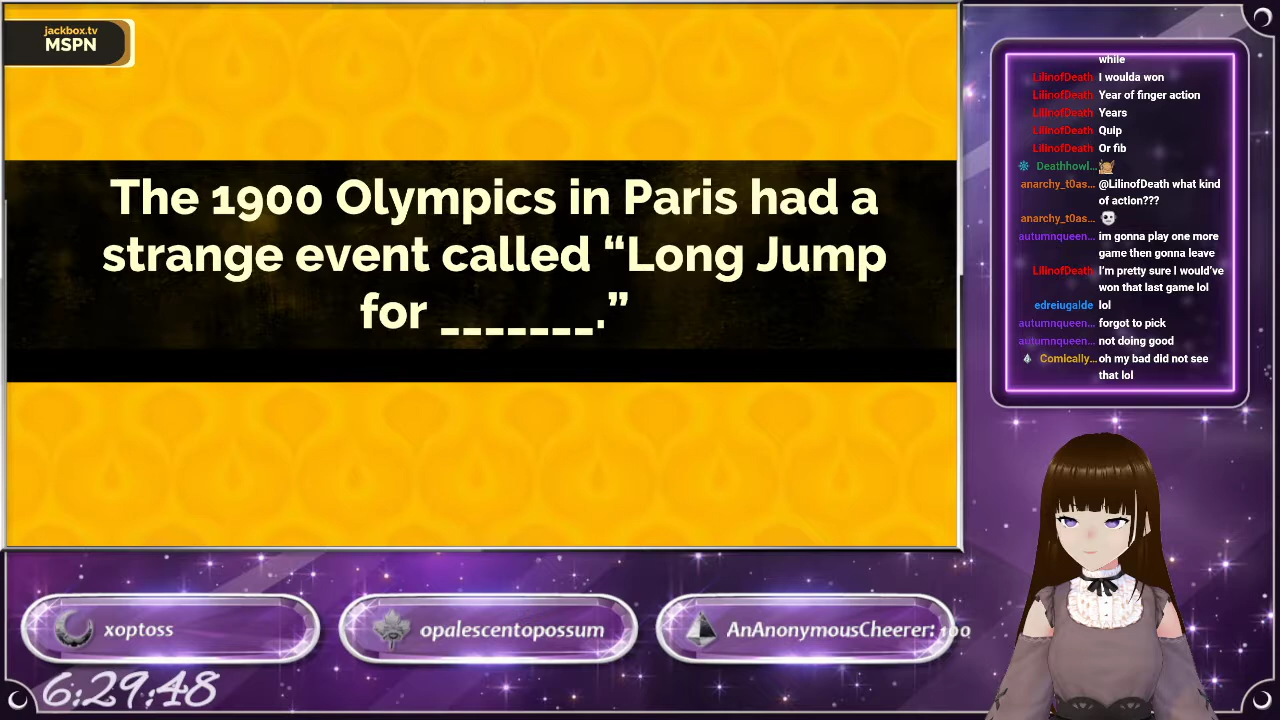 jackbox.tv
MSPN
The 1900 Olympics in Paris had a
strange event called “Long Jump
for _______.”
while
LilinofDeath I woulda won
LilinofDeath Year of finger action
LilinofDeath Years
LilinofDeath Quip
LilinofDeath Or fib
Deathhowl...
anarchy_t0as... @LilinofDeath what kind
of action???
anarchy_t0as...
autumnqueen... im gonna play one more
game then gonna leave
LilinofDeath I'm pretty sure I would've
won that last game lol
edreiugalde lol
autumnqueen... forgot to pick
autumnqueen... not doing good
Comically... oh my bad did not see
that lol
xoptoss
opalescentopossum
AnAnonymousCheerer: 100
6:29:48